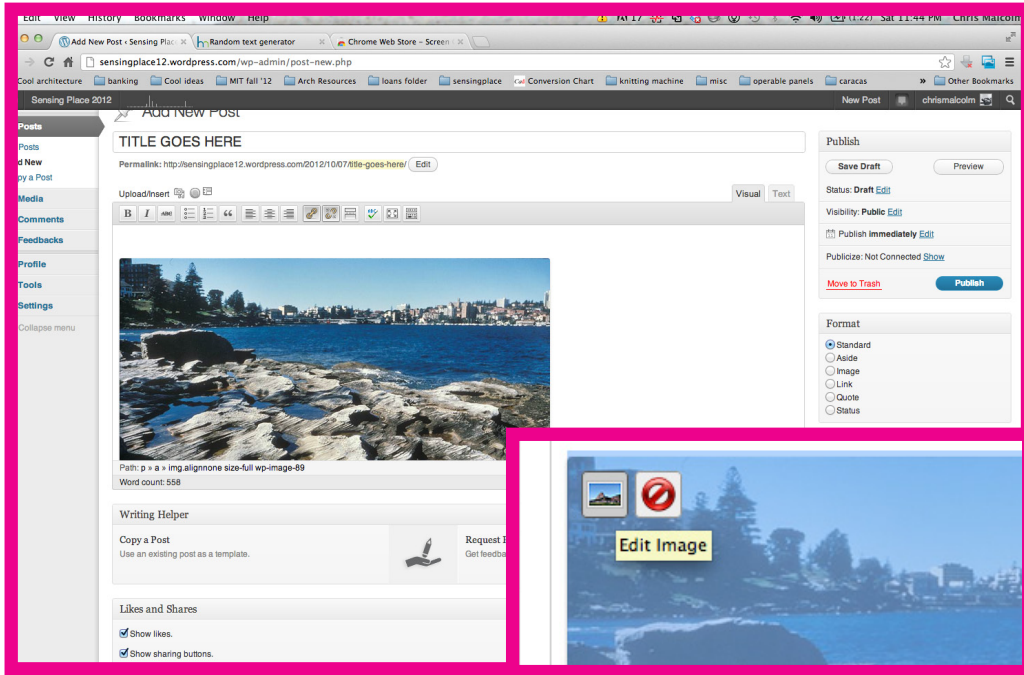 Edit View History Bookmarks Window Help
(1:22) Sat 11:44 PM Chris Malcolm
Add New Post ‹ Sensing Plac × Random text generator × Chrome Web Store – Screen ×
sensingplace12.wordpress.com/wp-admin/post-new.php
Cool architecture banking Cool ideas MIT fall '12 Arch Resources loans folder sensingplace Conversion Chart knitting machine misc operable panels caracas » Other Bookmarks
Sensing Place 2012 New Post chrismalcolm
Add New Post
Posts
Posts
d New
py a Post
Media
Comments
Feedbacks
Profile
Tools
Settings
Collapse menu
TITLE GOES HERE
Permalink: http://sensingplace12.wordpress.com/2012/10/07/title-goes-here/ Edit
Upload/Insert
Visual Text
B I ABC
Path: p » a » img.alignnone size-full wp-image-89
Word count: 558
Writing Helper
Copy a Post
Use an existing post as a template.
Request
Get feedba
Likes and Shares
Show likes.
Show sharing buttons.
Publish
Save Draft Preview
Status: Draft Edit
Visibility: Public Edit
Publish immediately Edit
Publicize: Not Connected Show
Move to Trash Publish
Format
Standard
Aside
Image
Link
Quote
Status
Edit Image